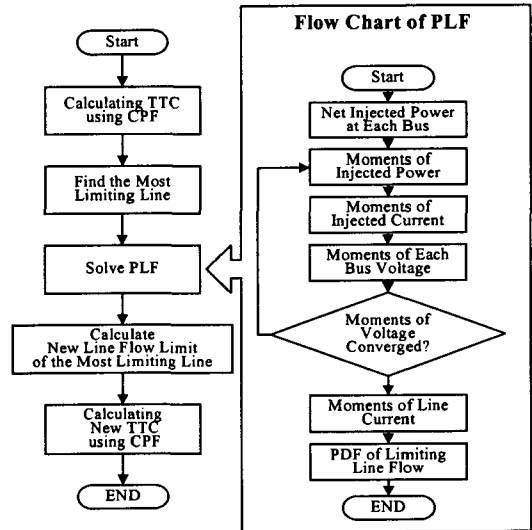 Start
Calculating TTC
using CPF
Find the Most
Limiting Line
Solve PLF
Calculate
New Line Flow Limit
of the Most Limiting Line
Calculating
New TTC
using CPF
END
Flow Chart of PLF
Start
Net Injected Power
at Each Bus
Moments of
Injected Power
Moments of
Injected Current
Moments of Each
Bus Voltage
Moments of
Voltage
Converged?
Moments of Line
Current
PDF of Limiting
Line Flow
END